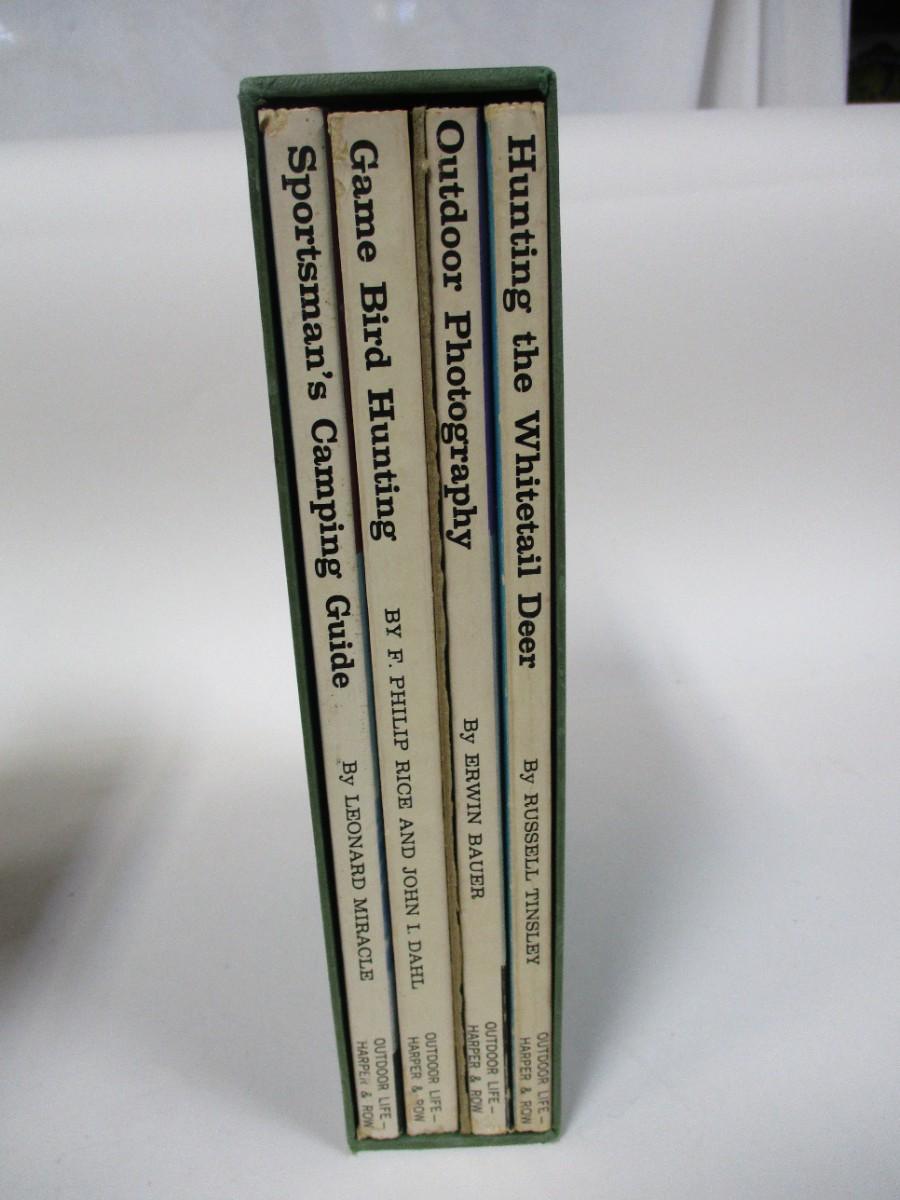 Sportsman's Camping Guide
By LEONARD MIRACLE
OUTDOOR LIFE-
HARPER & ROW
Game Bird Hunting
BY F. PHILIP RICE AND JOHN I. DAHL
OUTDOOR LIFE-
HARPER & ROW
Outdoor Photography
By ERWIN BAUER
OUTDOOR LIFE-
HARPER & ROW
Hunting the Whitetail Deer
By RUSSELL TINSLEY
OUTDOOR LIFE-
HARPER & ROW